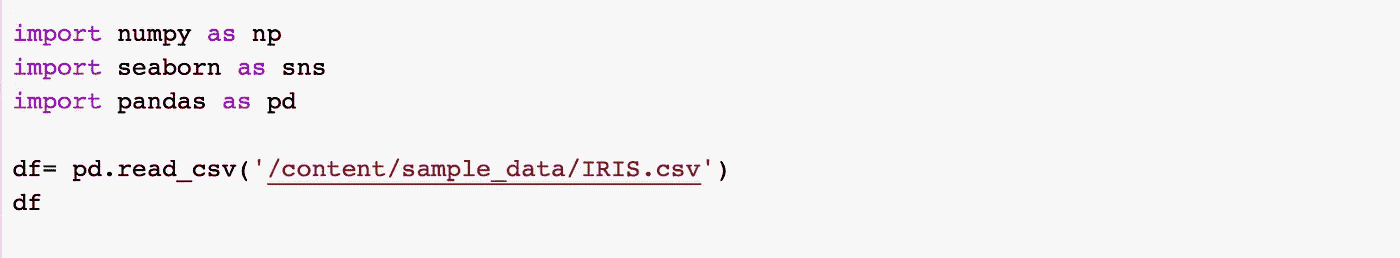 import numpy as np
import seaborn as sns
import pandas as pd
df= pd.read_csv('/content/sample_data/IRIS.csv')
df